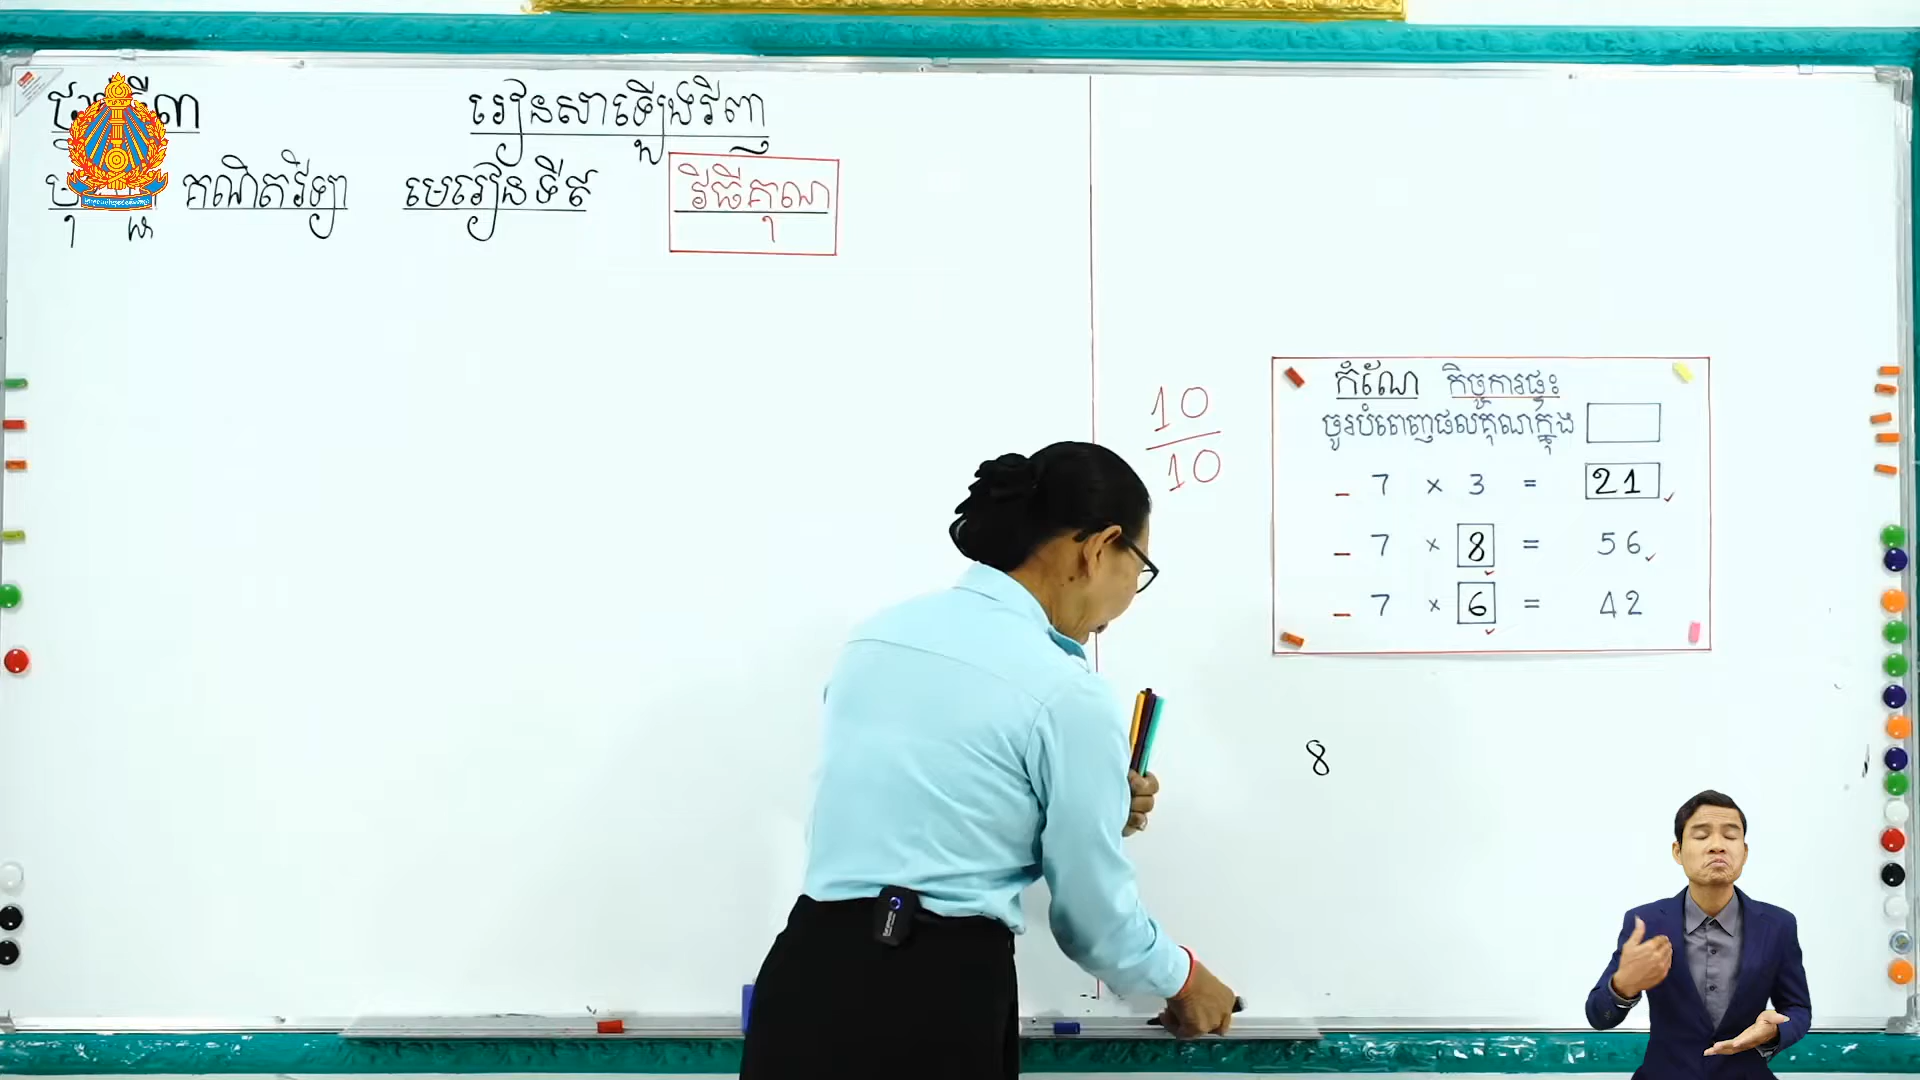 រៀនសាឡើងវិញ
គណិតវិទ្យា មេរៀនទី៩ វិធីគុណ
10
10
កំណែ កិច្ចការផ្ទះ
ចូរបំពេញផលគុណក្នុង
- 7 × 3 = 21
- 7 × 8 = 56
- 7 × 6 = 42
8